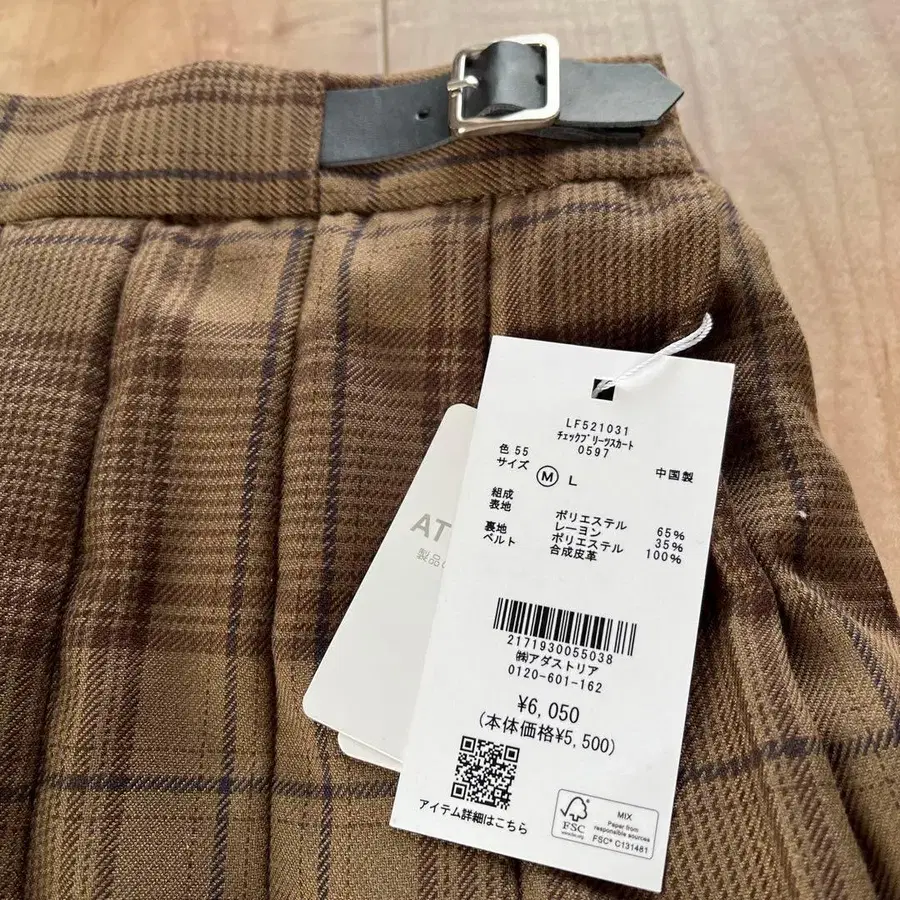 LF521031
チェックプリーツスカート
0597
色 55
サイズ Ⓜ L 中国製
組成
表地 ポリエステル 65%
レーヨン 35%
裏地 ポリエステル 100%
ベルト 合成皮革
2171930055038
㈱アダストリア
0120-601-162
¥6,050
(本体価格¥5,500)
アイテム詳細はこちら
FSC
MIX
Paper from
responsible sources
FSC® C131481
AT
製品の